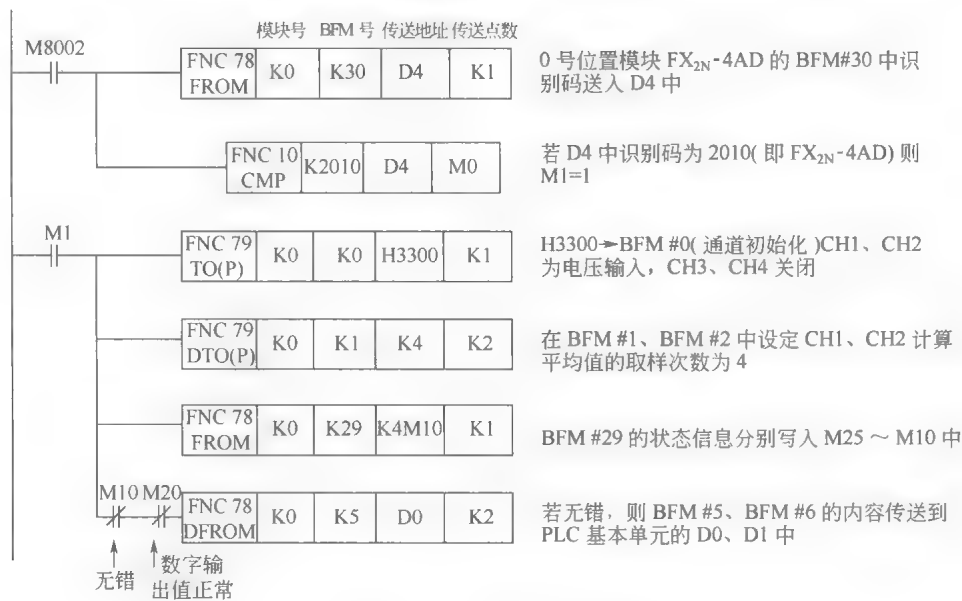 模块号 BFM 号 传送地址 传送点数
M8002
FNC 78 FROM K0 K30 D4 K1
0 号位置模块 FX2N-4AD 的 BFM#30 中识
别码送入 D4 中
FNC 10 CMP K2010 D4 M0
若 D4 中识别码为 2010( 即 FX2N-4AD) 则
M1=1
M1
FNC 79 TO(P) K0 K0 H3300 K1
H3300→BFM #0( 通道初始化 )CH1、CH2
为电压输入，CH3、CH4 关闭
FNC 79 DTO(P) K0 K1 K4 K2
在 BFM #1、BFM #2 中设定 CH1、CH2 计算
平均值的取样次数为 4
FNC 78 FROM K0 K29 K4M10 K1
BFM #29 的状态信息分别写入 M25 ～ M10 中
M10 M20
FNC 78 DFROM K0 K5 D0 K2
若无错，则 BFM #5、BFM #6 的内容传送到
PLC 基本单元的 D0、D1 中
无错
数字输
出值正常